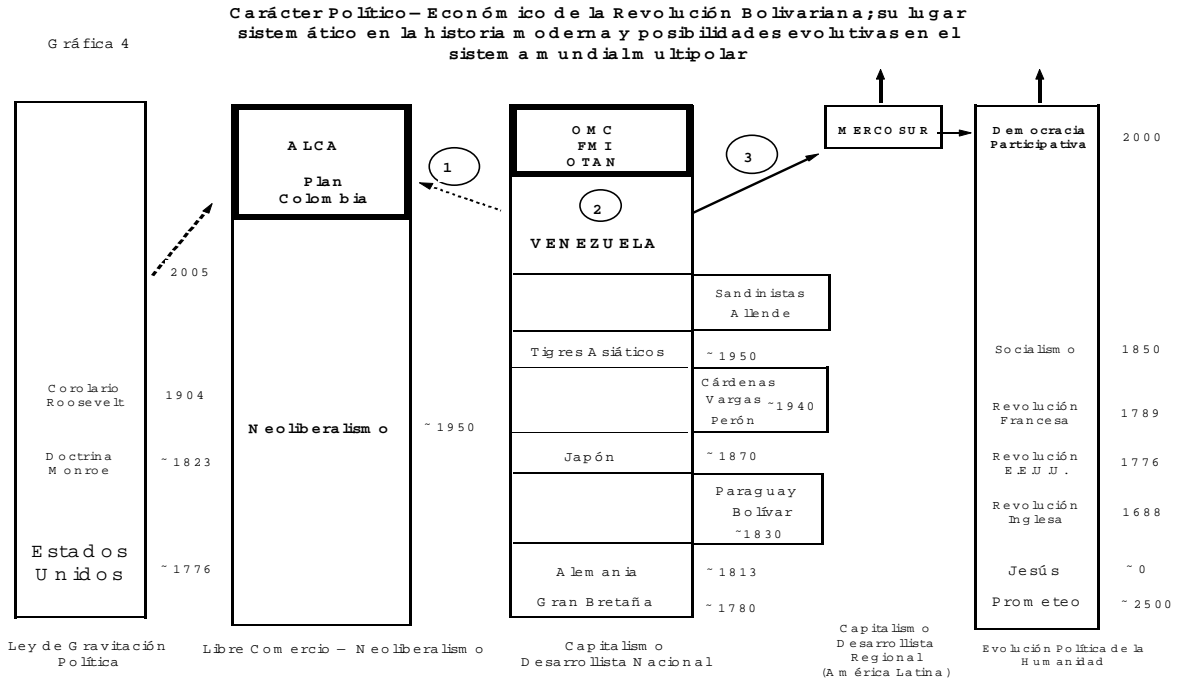 Gráfica 4
Carácter Político – Económico de la Revolución Bolivariana; su lugar
sistemático en la historia moderna y posibilidades evolutivas en el
sistema mundial multipolar
2005
Corolario
Roosevelt
1904
Doctrina
Monroe
~1823
Estados
Unidos
~1776
Ley de Gravitación
Política
ALCA
Plan
Colombia
1
Neoliberalismo
~1950
Libre Comercio – Neoliberalismo
OMC
FMI
OTAN
2
VENEZUELA
3
Sandinistas
Allende
Tigres Asiáticos
~1950
Cárdenas
Vargas ~1940
Perón
Japón
~1870
Paraguay
Bolívar
~1830
Alemania
~1813
Gran Bretaña
~1780
Capitalismo
Desarrollista Nacional
MERCOSUR
Capitalismo
Desarrollista
Regional
(América Latina)
Democracia
Participativa
2000
Socialismo
1850
Revolución
Francesa
1789
Revolución
E.E.U.U.
1776
Revolución
Inglesa
1688
Jesús
~0
Prometeo
~2500
Evolución Política de la
Humanidad